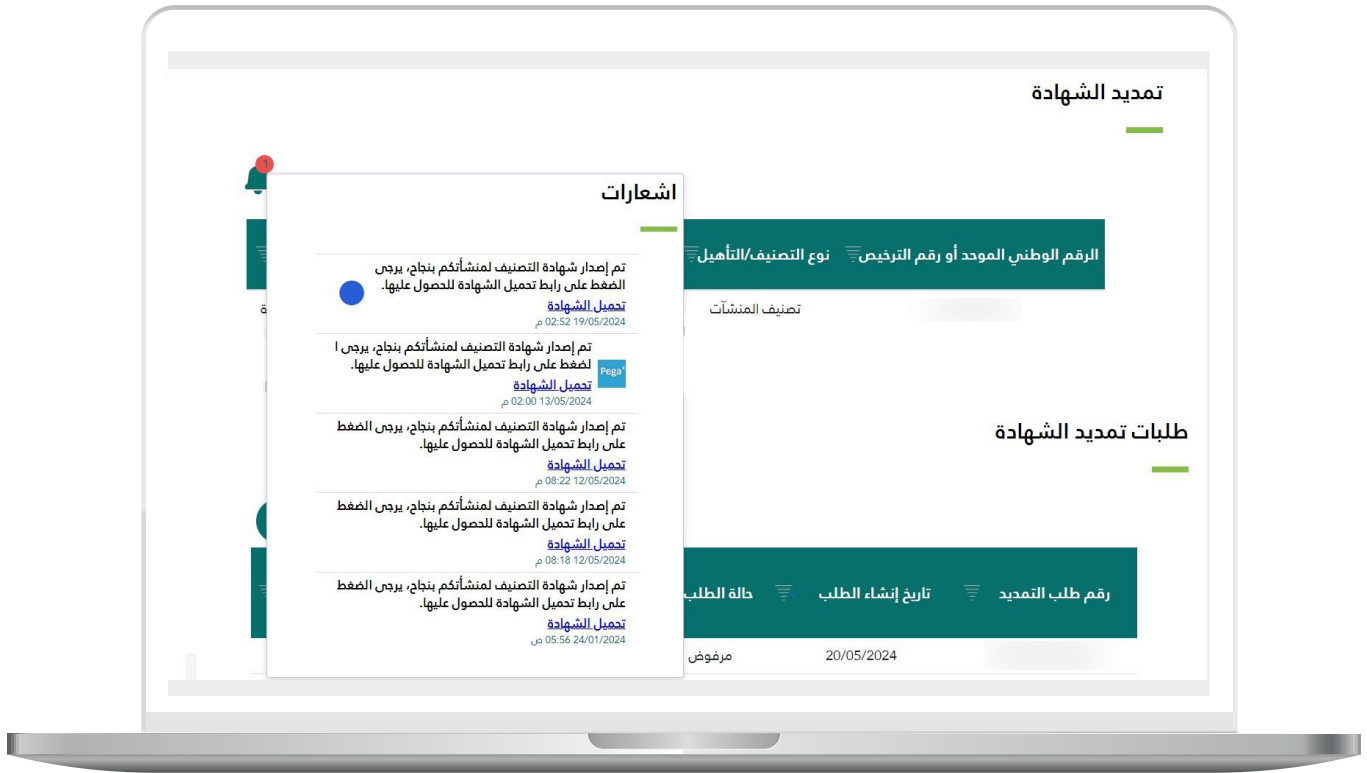 تمديد الشهادة
1
اشعارات
الرقم الوطني الموحد أو رقم الترخيص
نوع التصنيف/التأهيل
تصنيف المنشآت
ة
تم إصدار شهادة التصنيف لمنشأتكم بنجاح، يرجى
الضغط على رابط تحميل الشهادة للحصول عليها.
تحميل الشهادة
19/05/2024 02:52 م
تم إصدار شهادة التصنيف لمنشأتكم بنجاح، يرجى ا
لضغط على رابط تحميل الشهادة للحصول عليها.
Pega
تحميل الشهادة
13/05/2024 02:00 م
تم إصدار شهادة التصنيف لمنشأتكم بنجاح، يرجى الضغط
على رابط تحميل الشهادة للحصول عليها.
تحميل الشهادة
12/05/2024 08:22 م
تم إصدار شهادة التصنيف لمنشأتكم بنجاح، يرجى الضغط
على رابط تحميل الشهادة للحصول عليها.
تحميل الشهادة
12/05/2024 08:18 م
تم إصدار شهادة التصنيف لمنشأتكم بنجاح، يرجى الضغط
على رابط تحميل الشهادة للحصول عليها.
تحميل الشهادة
24/01/2024 05:56 ص
طلبات تمديد الشهادة
رقم طلب التمديد
تاريخ إنشاء الطلب
حالة الطلب
20/05/2024
مرفوض